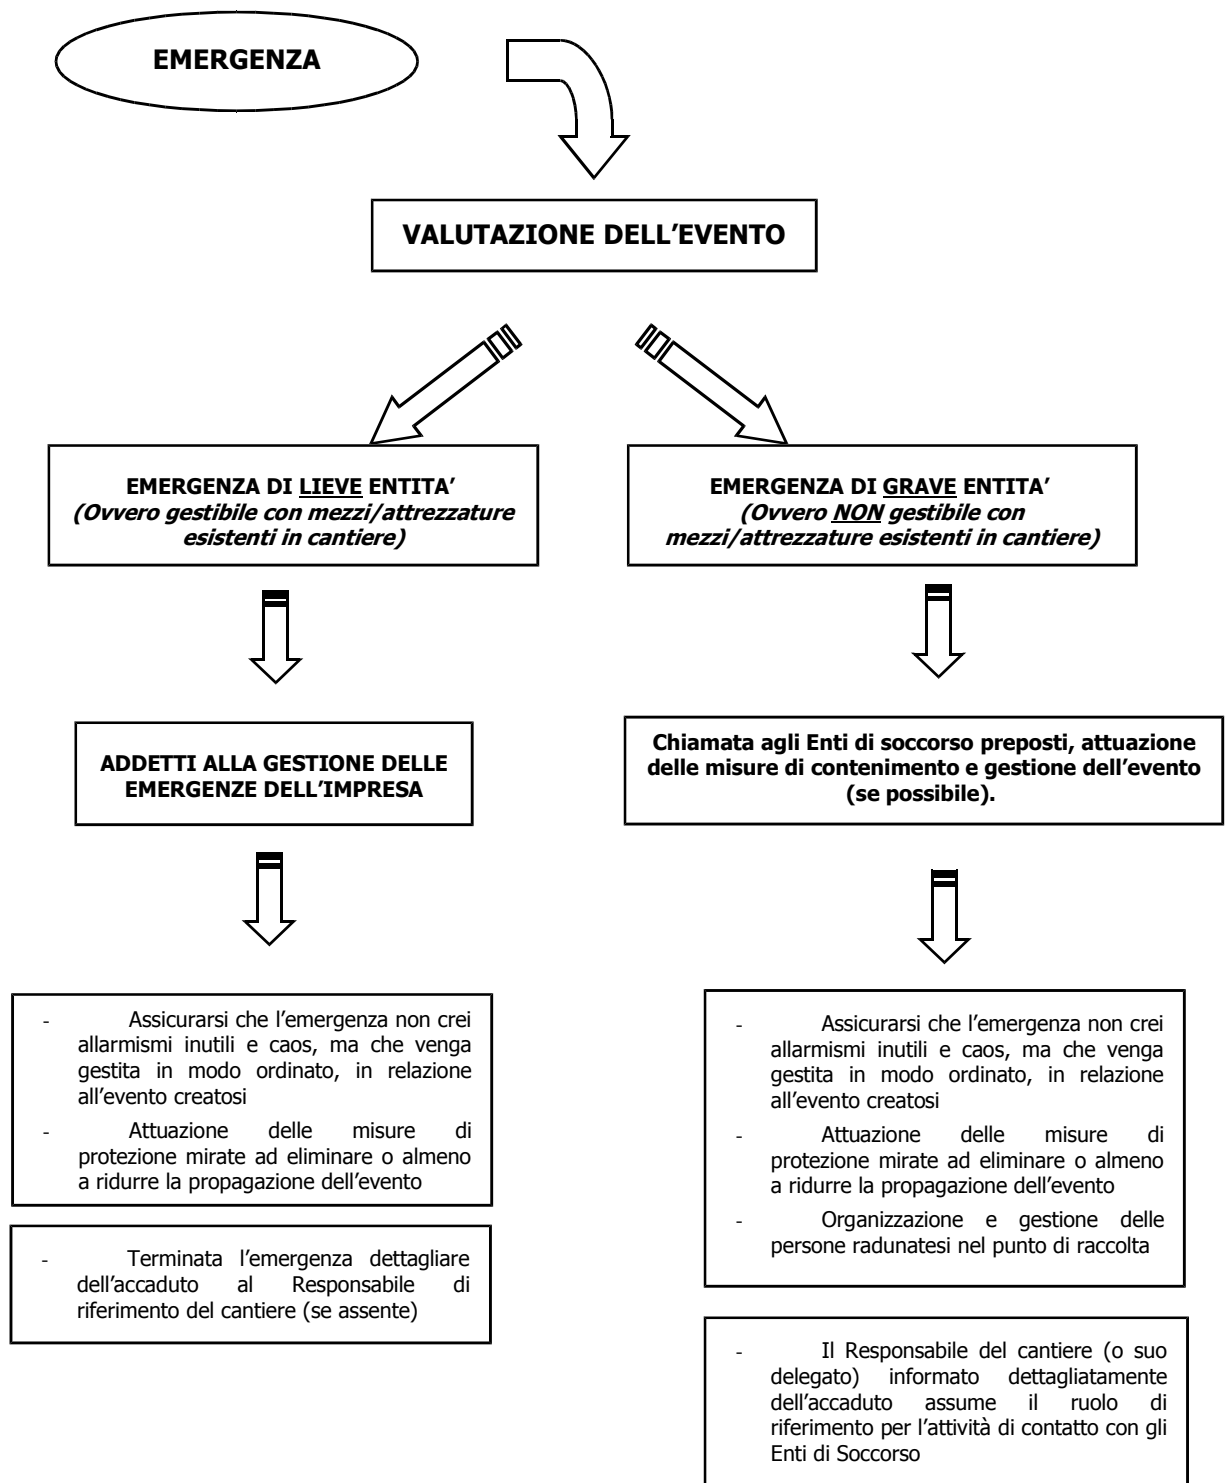 EMERGENZA
VALUTAZIONE DELL’EVENTO
EMERGENZA DI LIEVE ENTITA’
(Ovvero gestibile con mezzi/attrezzature
esistenti in cantiere)
EMERGENZA DI GRAVE ENTITA’
(Ovvero NON gestibile con
mezzi/attrezzature esistenti in cantiere)
ADDETTI ALLA GESTIONE DELLE
EMERGENZE DELL’IMPRESA
Chiamata agli Enti di soccorso preposti, attuazione
delle misure di contenimento e gestione dell’evento
(se possibile).
- Assicurarsi che l’emergenza non crei
allarmismi inutili e caos, ma che venga
gestita in modo ordinato, in relazione
all’evento creatosi
- Attuazione delle misure di
protezione mirate ad eliminare o almeno
a ridurre la propagazione dell’evento
- Terminata l’emergenza dettagliare
dell’accaduto al Responsabile di
riferimento del cantiere (se assente)
- Assicurarsi che l’emergenza non crei
allarmismi inutili e caos, ma che venga
gestita in modo ordinato, in relazione
all’evento creatosi
- Attuazione delle misure di
protezione mirate ad eliminare o almeno
a ridurre la propagazione dell’evento
- Organizzazione e gestione delle
persone radunatesi nel punto di raccolta
- Il Responsabile del cantiere (o suo
delegato) informato dettagliatamente
dell’accaduto assume il ruolo di
riferimento per l’attività di contatto con gli
Enti di Soccorso